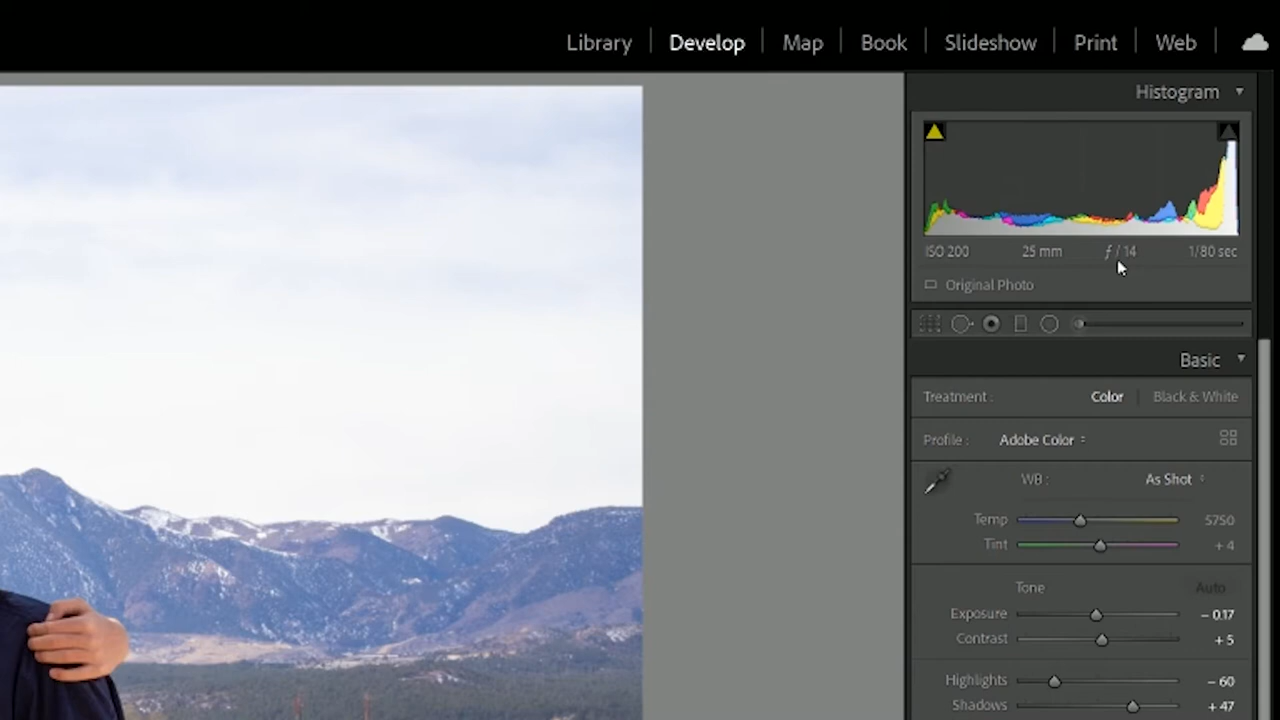 Library | Develop | Map | Book | Slideshow | Print | Web |
Histogram
ISO 200 25 mm ƒ / 14 1/80 sec
Original Photo
Basic
Treatment : Color | Black & White
Profile : Adobe Color
WB : As Shot
Temp 5750
Tint + 4
Tone Auto
Exposure – 0.17
Contrast + 5
Highlights – 60
Shadows + 47